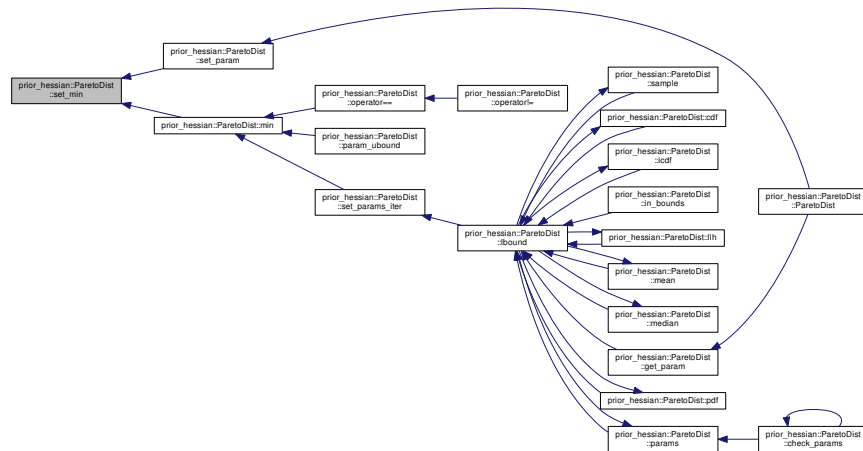 prior_hessian::ParetoDist
::set_min
prior_hessian::ParetoDist
::set_param
prior_hessian::ParetoDist::min
prior_hessian::ParetoDist
::operator==
prior_hessian::ParetoDist
::operator!=
prior_hessian::ParetoDist
::param_ubound
prior_hessian::ParetoDist
::set_params_iter
prior_hessian::ParetoDist
::lbound
prior_hessian::ParetoDist
::sample
prior_hessian::ParetoDist::cdf
prior_hessian::ParetoDist
::icdf
prior_hessian::ParetoDist
::in_bounds
prior_hessian::ParetoDist::llh
prior_hessian::ParetoDist
::mean
prior_hessian::ParetoDist
::median
prior_hessian::ParetoDist
::get_param
prior_hessian::ParetoDist::pdf
prior_hessian::ParetoDist
::params
prior_hessian::ParetoDist
::ParetoDist
prior_hessian::ParetoDist
::check_params